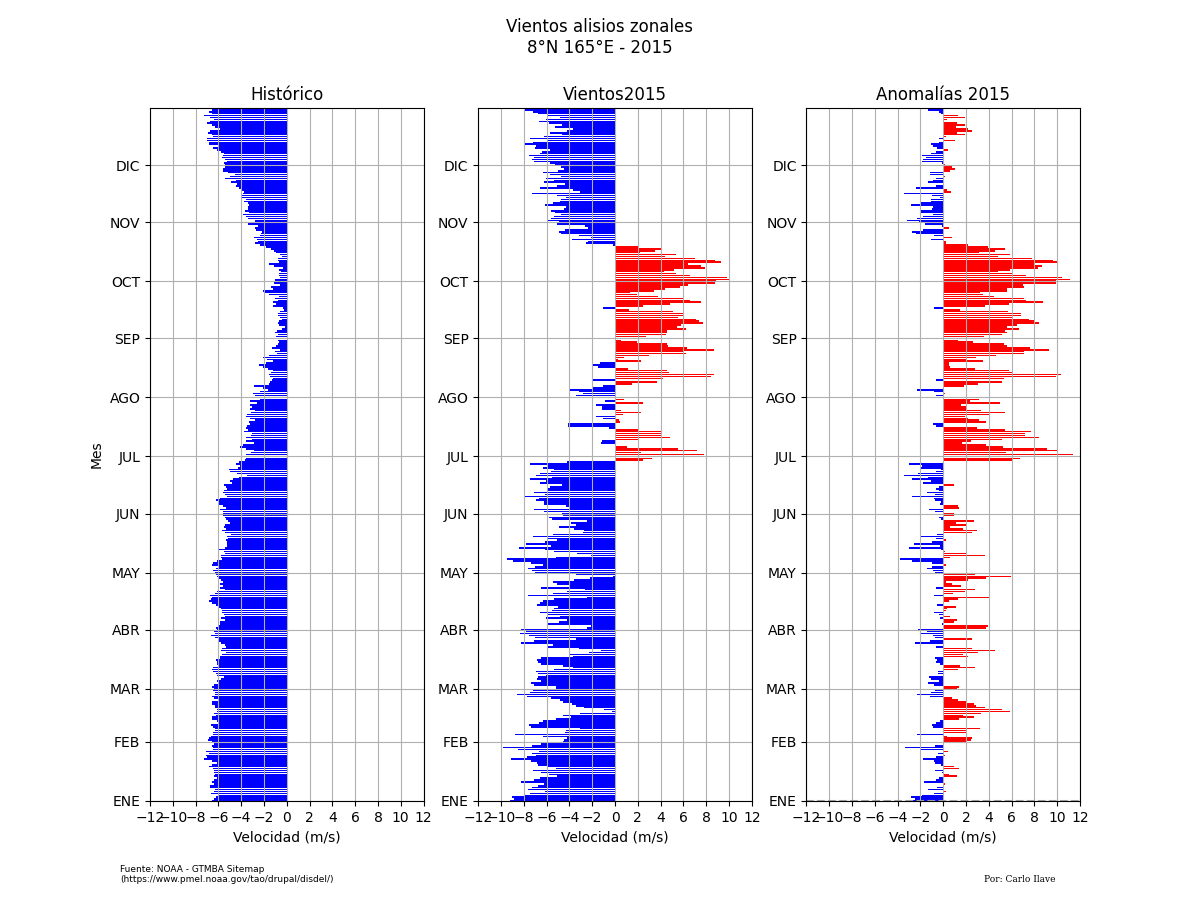 Vientos alisios zonales
8°N 165°E - 2015
Histórico
Vientos2015
Anomalías 2015
DIC
NOV
OCT
SEP
AGO
JUL
JUN
MAY
ABR
MAR
FEB
ENE
Mes
−12 −10 −8 −6 −4 −2 0 2 4 6 8 10 12
Velocidad (m/s)
DIC
NOV
OCT
SEP
AGO
JUL
JUN
MAY
ABR
MAR
FEB
ENE
−12 −10 −8 −6 −4 −2 0 2 4 6 8 10 12
Velocidad (m/s)
DIC
NOV
OCT
SEP
AGO
JUL
JUN
MAY
ABR
MAR
FEB
ENE
−12 −10 −8 −6 −4 −2 0 2 4 6 8 10 12
Velocidad (m/s)
Fuente: NOAA - GTMBA Sitemap
(https://www.pmel.noaa.gov/tao/drupal/disdel/)
Por: Carlo Ilave